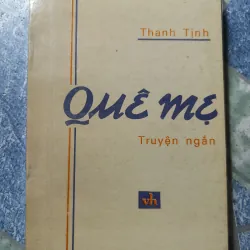 Thanh Tịnh
QUÊ MẸ
Truyện ngắn
vh